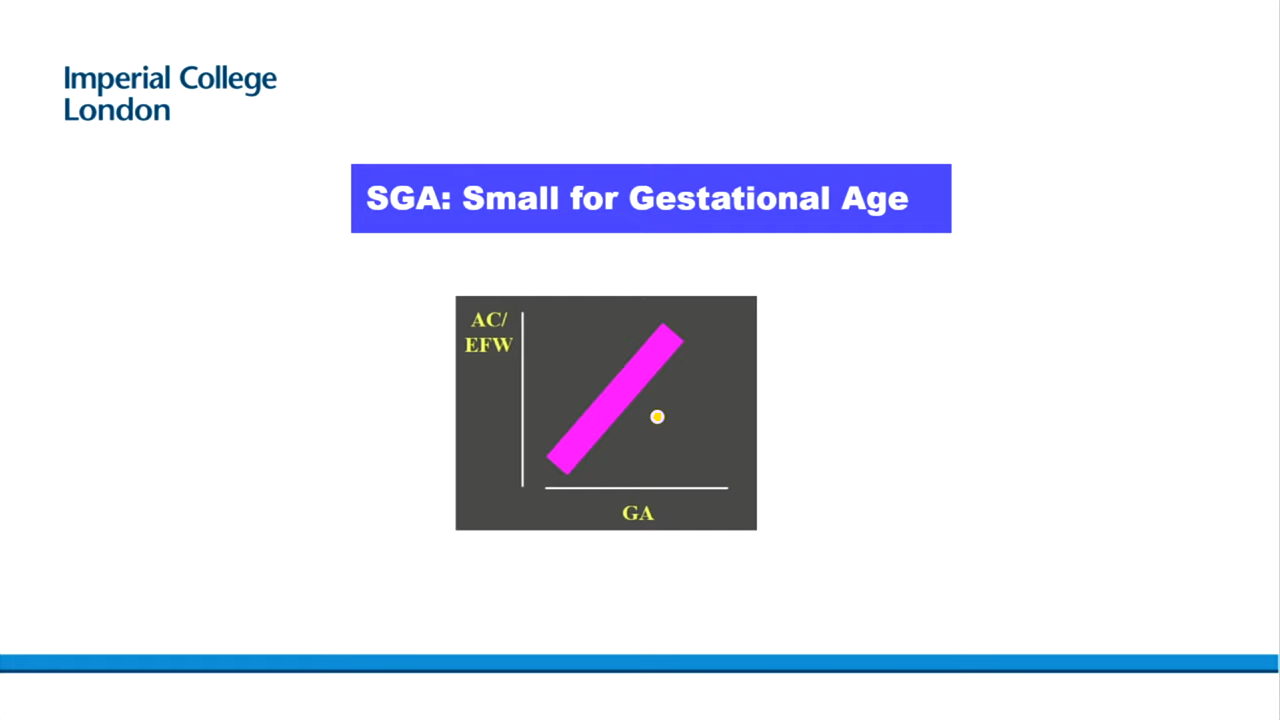 Imperial College
London
SGA: Small for Gestational Age
AC/
EFW
GA